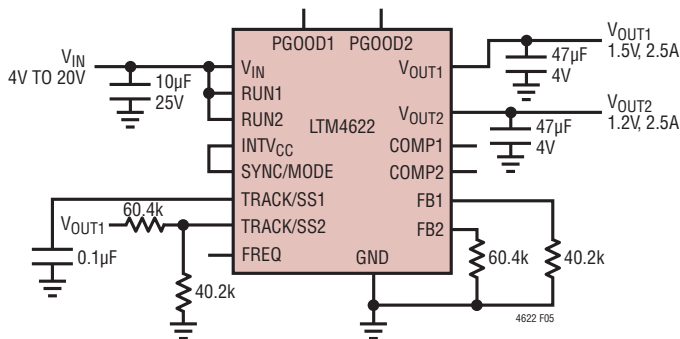 PGOOD1 PGOOD2
VIN
4V TO 20V
10µF
25V
VIN
RUN1
RUN2
INTVCC
SYNC/MODE
TRACK/SS1
TRACK/SS2
FREQ
LTM4622
GND
VOUT1
VOUT2
COMP1
COMP2
FB1
FB2
47µF
4V
VOUT1
1.5V, 2.5A
47µF
4V
VOUT2
1.2V, 2.5A
VOUT1
60.4k
0.1µF
40.2k
60.4k
40.2k
4622 F05